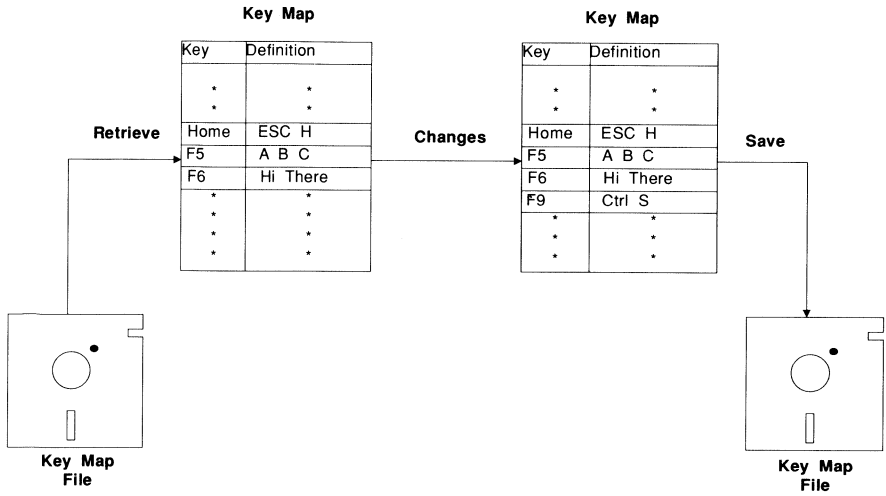 Key Map
Key Definition
* *
* *
Home ESC H
F5 A B C
F6 Hi There
* *
* *
* *
* *
Retrieve
Key Map
File
Changes
Key Map
Key Definition
* *
* *
Home ESC H
F5 A B C
F6 Hi There
F9 Ctrl S
* *
* *
* *
Save
Key Map
File